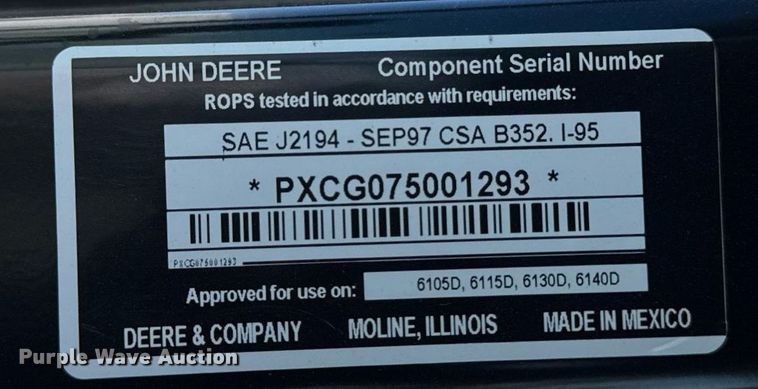 JOHN DEERE Component Serial Number
ROPS tested in accordance with requirements:
SAE J2194 - SEP97 CSA B352. I-95
* PXCG075001293 *
PXCG075001293
Approved for use on: 6105D, 6115D, 6130D, 6140D
DEERE & COMPANY MOLINE, ILLINOIS MADE IN MEXICO
Purple Wave Auction